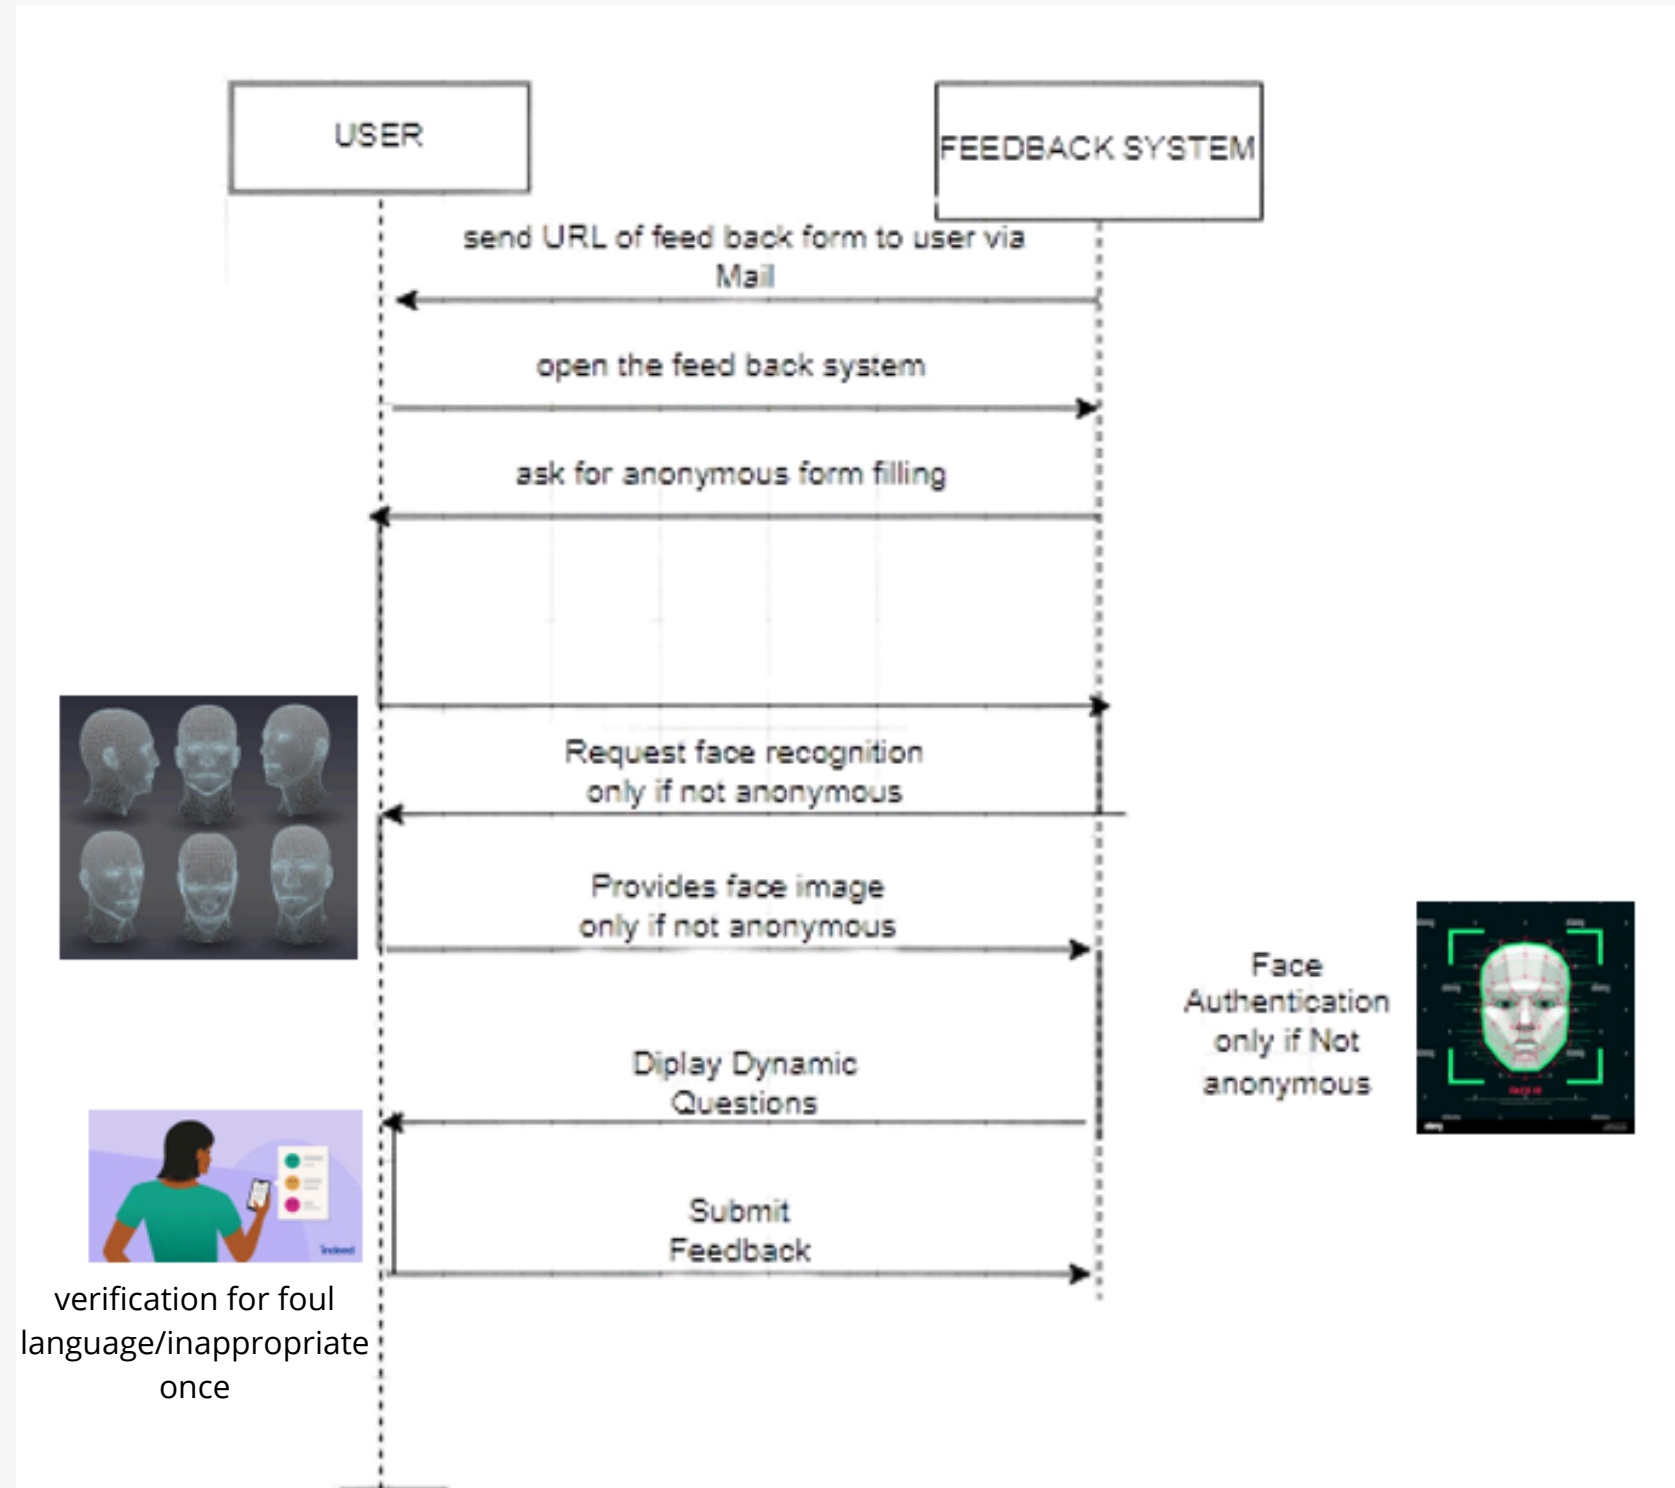 USER
FEEDBACK SYSTEM
send URL of feed back form to user via
Mail
open the feed back system
ask for anonymous form filling
Request face recognition
only if not anonymous
Provides face image
only if not anonymous
Face
Authentication
only if Not
anonymous
Diplay Dynamic
Questions
indeed
Submit
Feedback
verification for foul
language/inappropriate
once